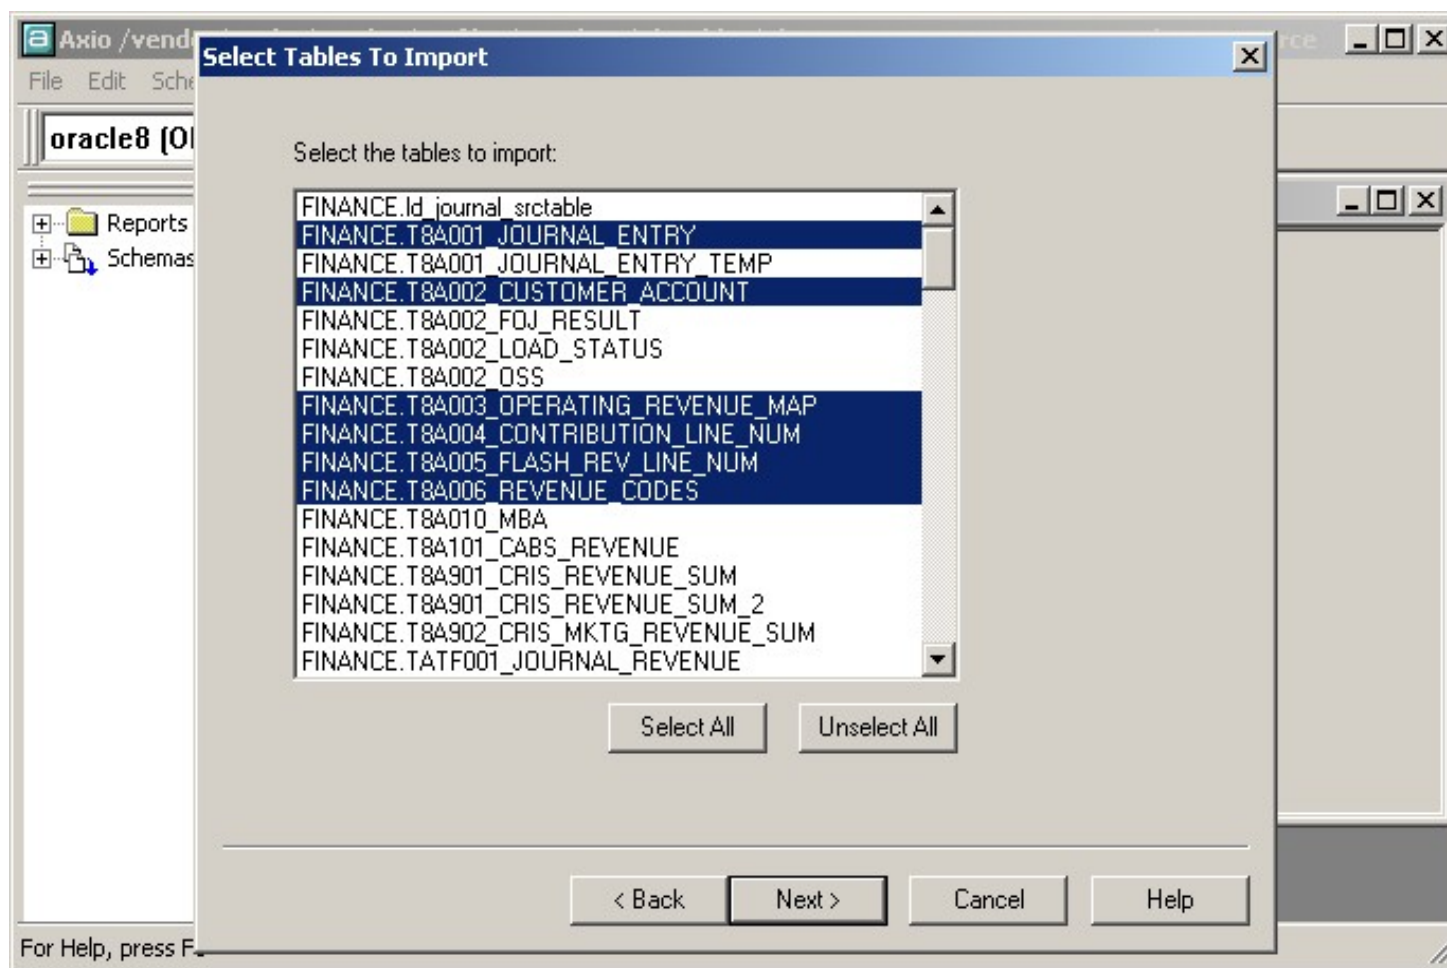 Axio
Select Tables To Import
File Edit
oracle8
Select the tables to import:
Reports
Schemas
FINANCE.ld_journal_srctable
FINANCE.T8A001_JOURNAL_ENTRY
FINANCE.T8A001_JOURNAL_ENTRY_TEMP
FINANCE.T8A002_CUSTOMER_ACCOUNT
FINANCE.T8A002_FOJ_RESULT
FINANCE.T8A002_LOAD_STATUS
FINANCE.T8A002_OSS
FINANCE.T8A003_OPERATING_REVENUE_MAP
FINANCE.T8A004_CONTRIBUTION_LINE_NUM
FINANCE.T8A005_FLASH_REV_LINE_NUM
FINANCE.T8A006_REVENUE_CODES
FINANCE.T8A010_MBA
FINANCE.T8A101_CABS_REVENUE
FINANCE.T8A901_CRIS_REVENUE_SUM
FINANCE.T8A901_CRIS_REVENUE_SUM_2
FINANCE.T8A902_CRIS_MKTG_REVENUE_SUM
FINANCE.TATF001_JOURNAL_REVENUE
Select All Unselect All
< Back Next > Cancel Help
For Help, press